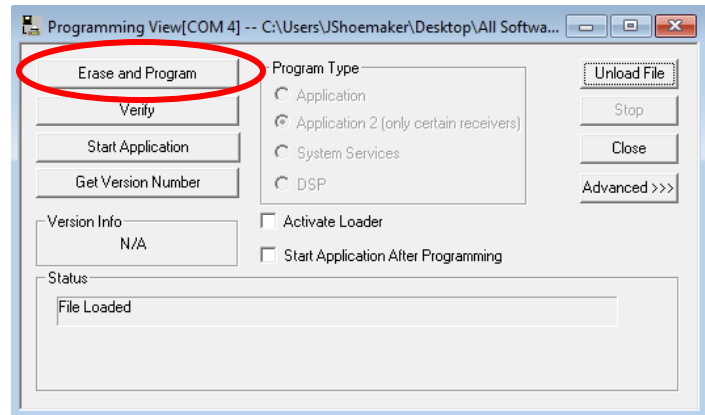 Programming View[COM 4] -- C:\Users\JShoemaker\Desktop\All Softwa...
Erase and Program
Verify
Start Application
Get Version Number
Program Type
Application
Application 2 (only certain receivers)
System Services
DSP
Unload File
Stop
Close
Advanced >>>
Version Info
N/A
Activate Loader
Start Application After Programming
Status
File Loaded